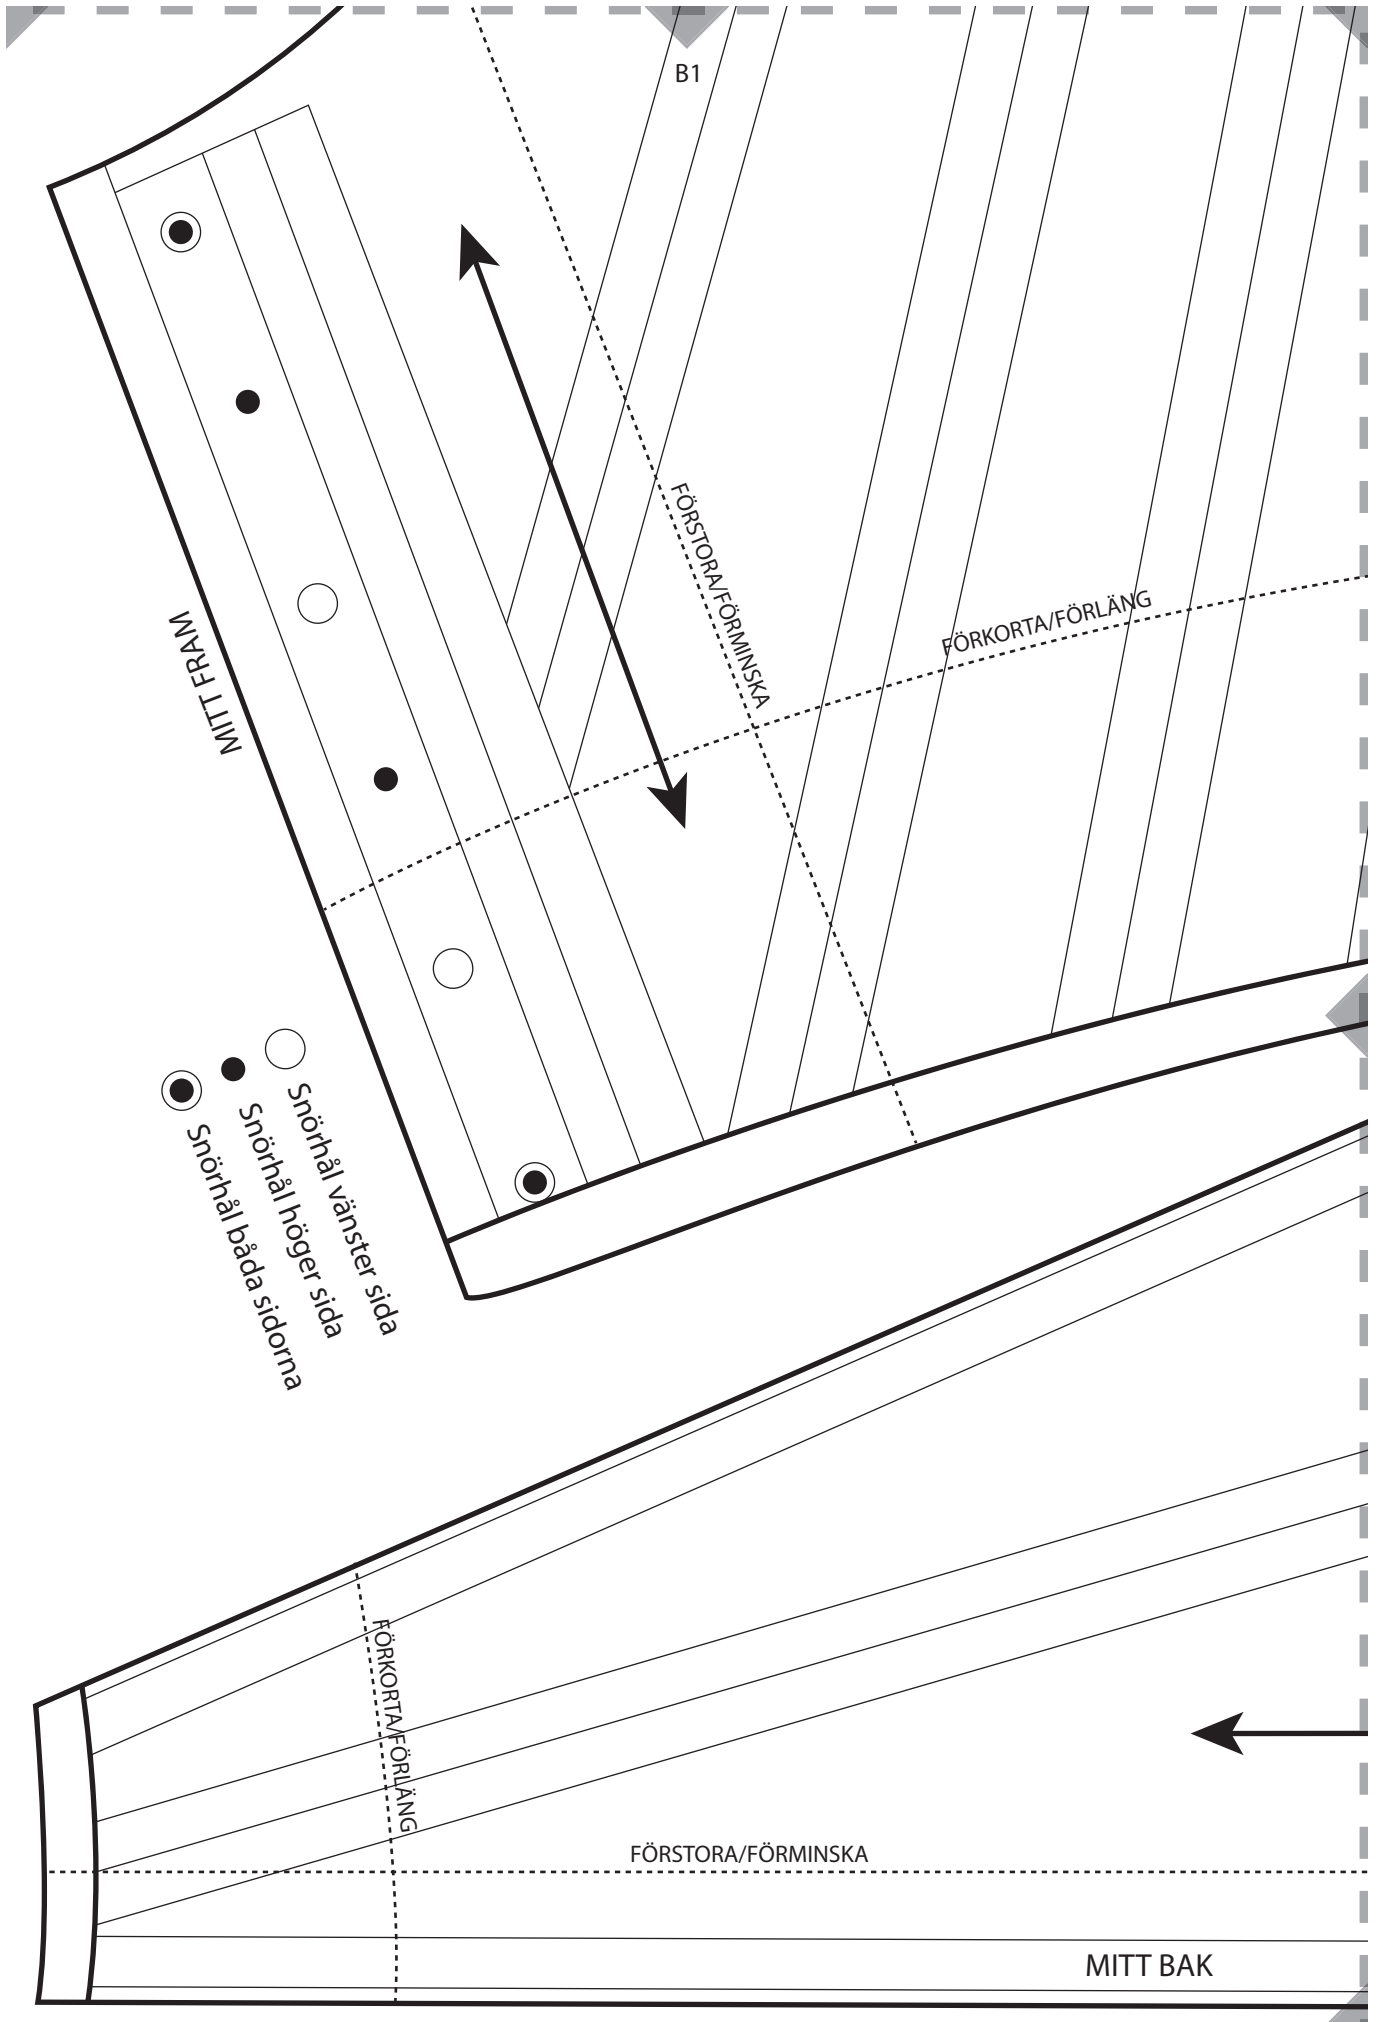 B1
FÖRSTORA/FÖRMINSKA
FÖRKORTA/FÖRLÄNG
MITT FRAM
Snörhål vänster sida
Snörhål höger sida
Snörhål båda sidorna
FÖRKORTA/FÖRLÄNG
FÖRSTORA/FÖRMINSKA
MITT BAK